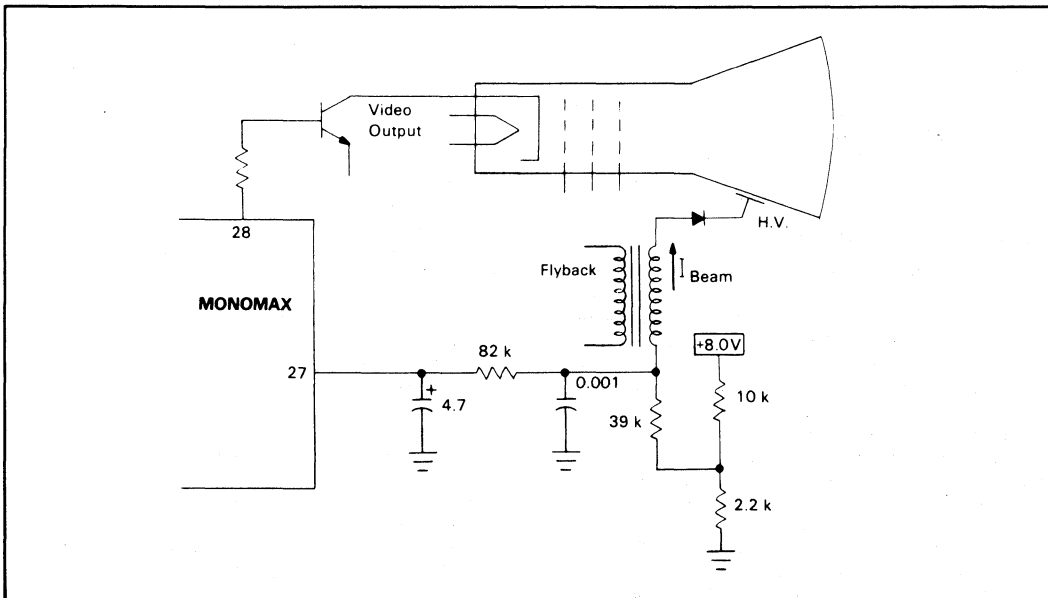 Video
Output
28
H.V.
Flyback
I Beam
MONOMAX
+8.0V
82 k
27
0.001
10 k
+
4.7
39 k
2.2 k